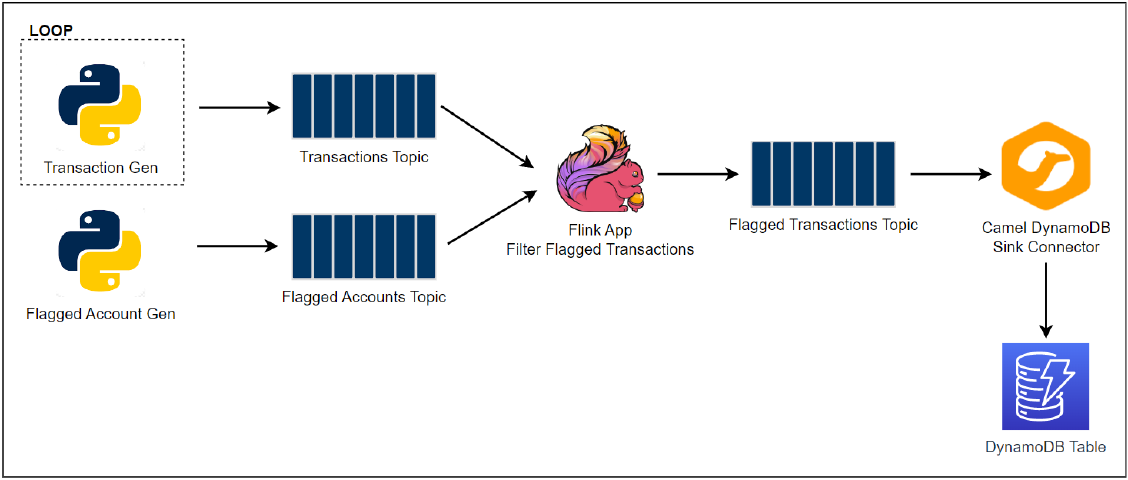 LOOP
Transaction Gen
Transactions Topic
Flagged Account Gen
Flagged Accounts Topic
Flink App
Filter Flagged Transactions
Flagged Transactions Topic
Camel DynamoDB
Sink Connector
DynamoDB Table